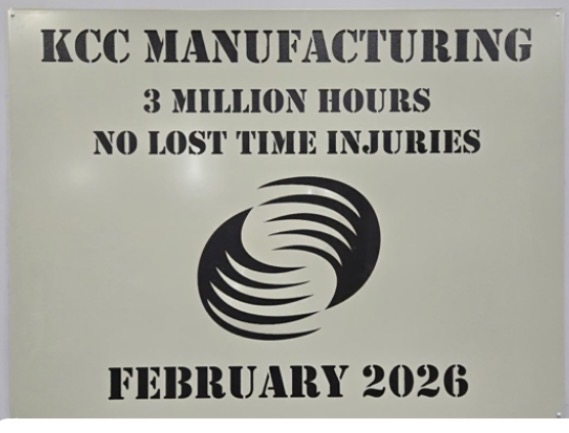 KCC MANUFACTURING
3 MILLION HOURS
NO LOST TIME INJURIES
FEBRUARY 2026